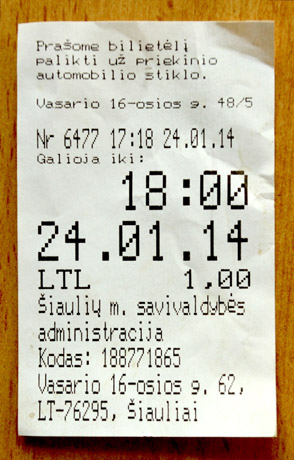 Prašome bilietėlį
palikti už priekinio
automobilio stiklo.
Vasario 16-osios g. 48/5
Nr 6477 17:18 24.01.14
Galioja iki:
18:00
24.01.14
LTL 1,00
Šiaulių m. savivaldybės
administracija
Kodas: 188771865
Vasario 16-osios g. 62,
LT-76295, Šiauliai